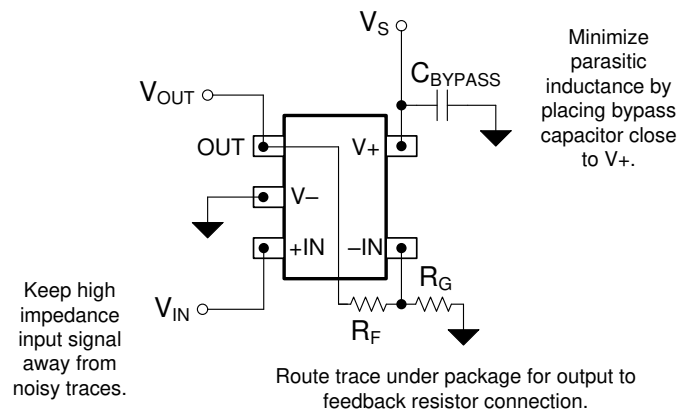 V_S
C_BYPASS
Minimize
parasitic
inductance by
placing bypass
capacitor close
to V+.
V_OUT
OUT
V+
V–
+IN
–IN
Keep high
impedance
input signal
away from
noisy traces.
V_IN
R_F
R_G
Route trace under package for output to
feedback resistor connection.